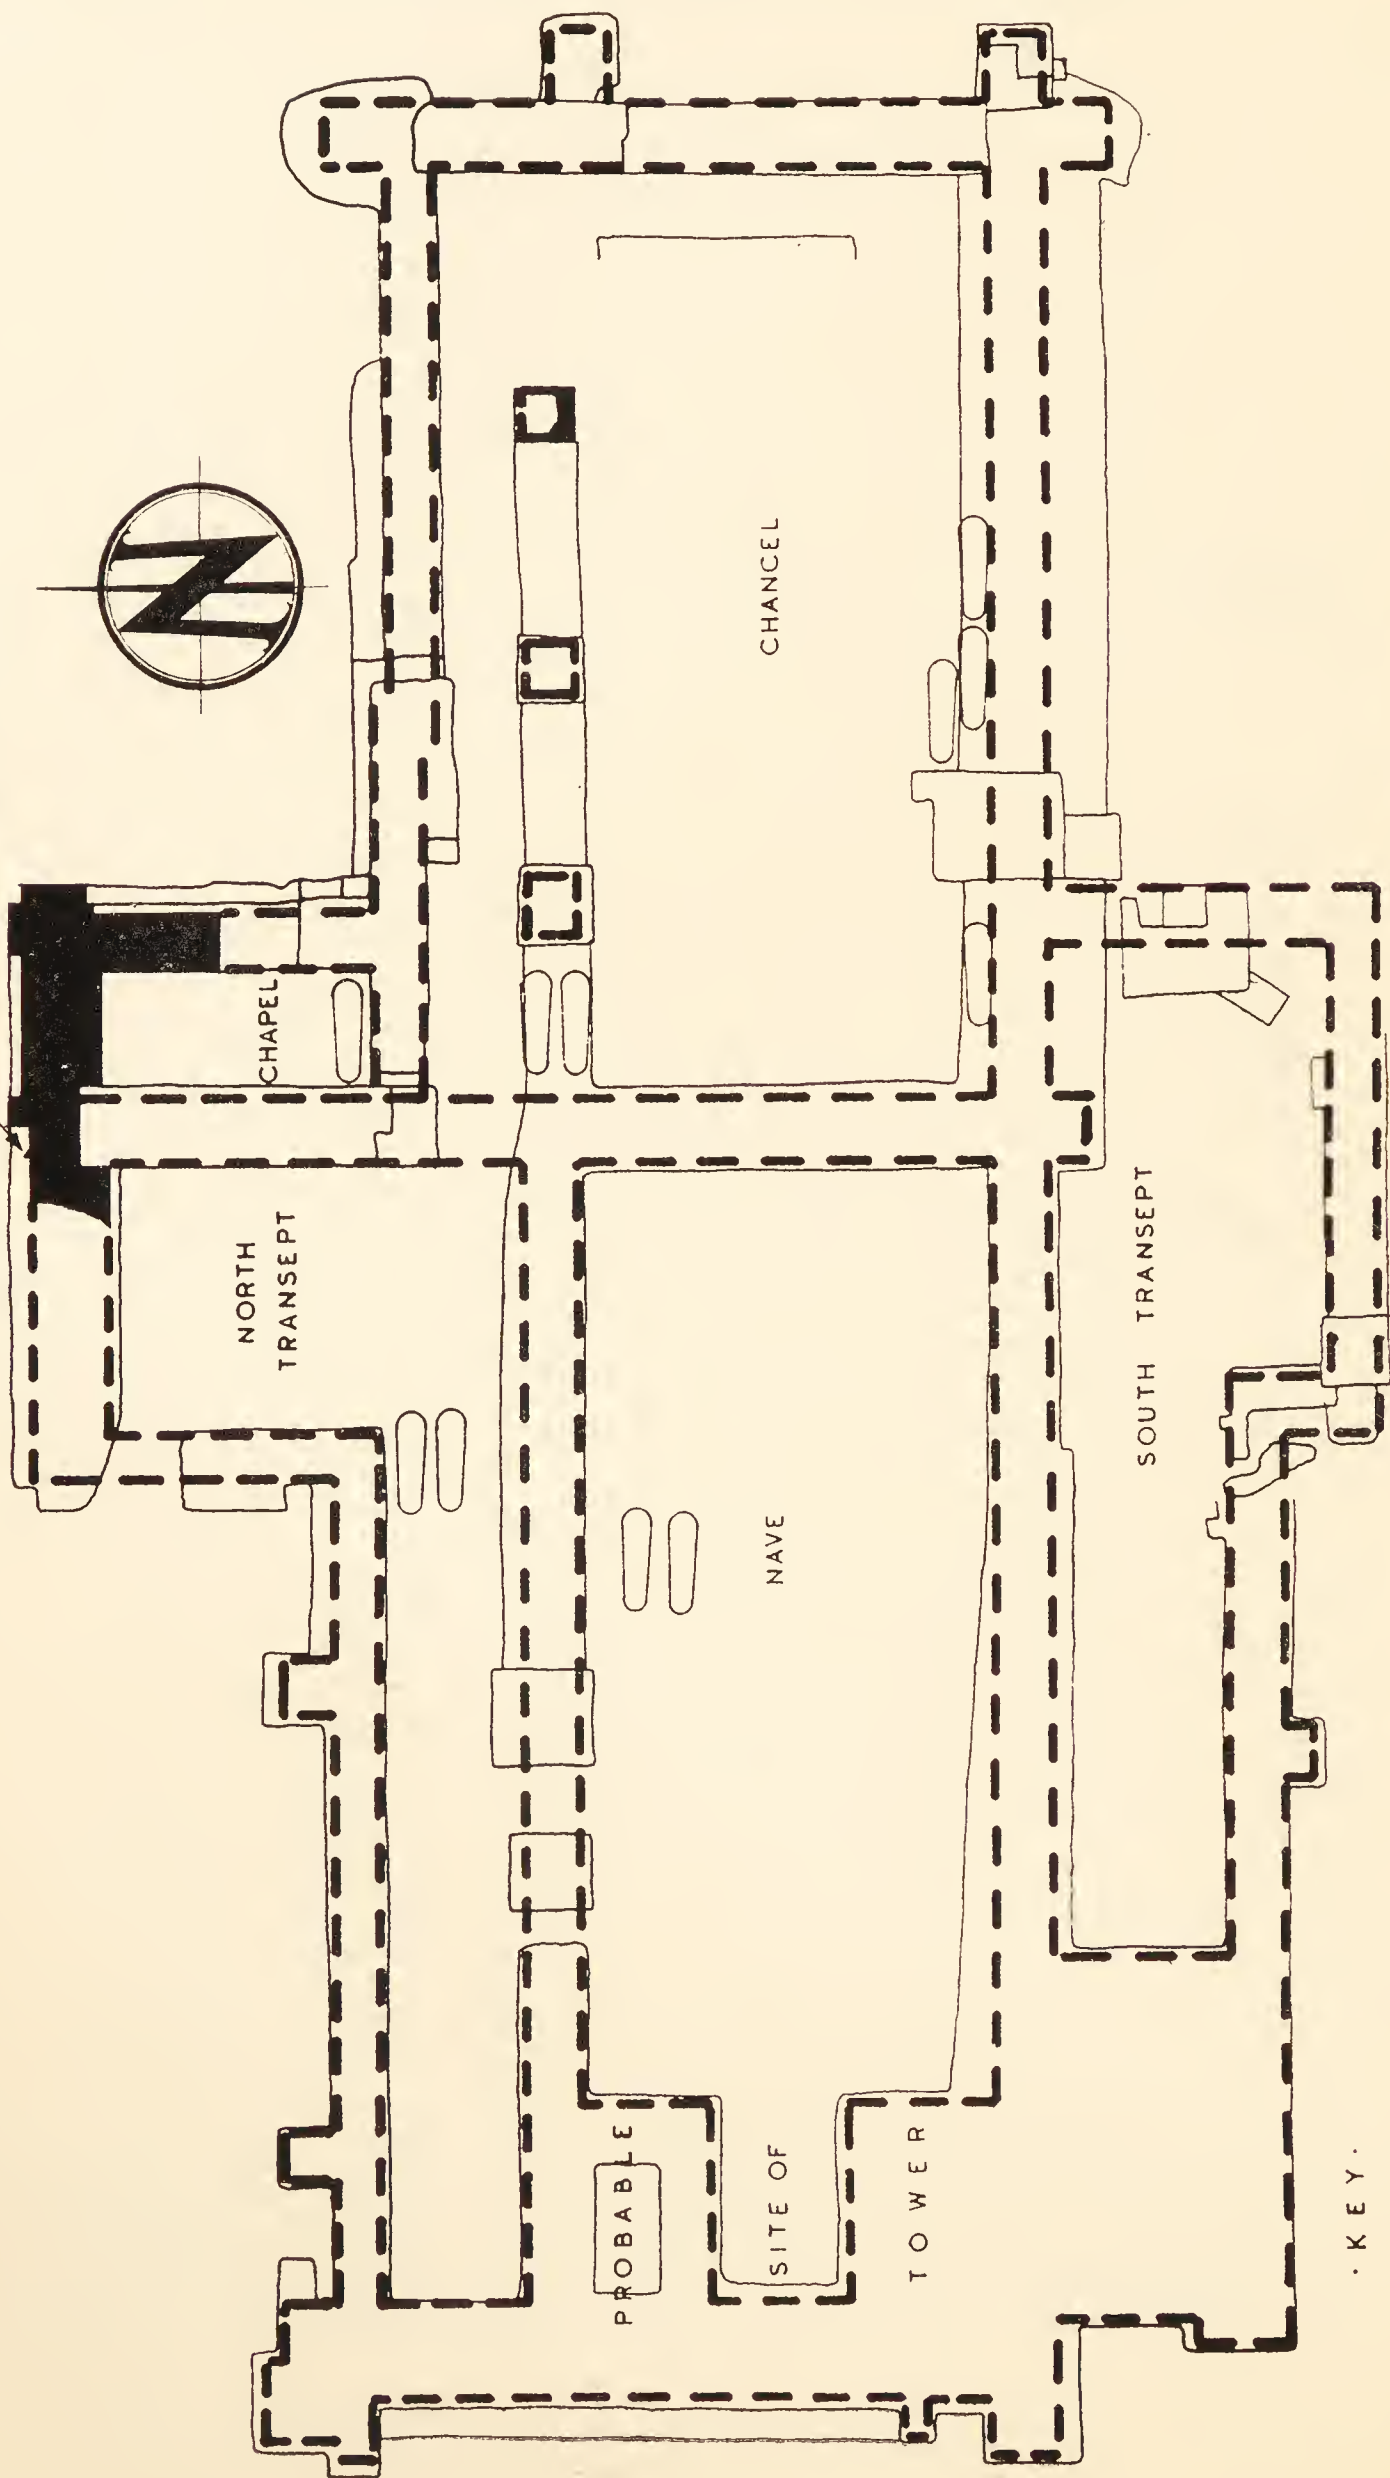 N
CHANCEL
CHAPEL
NORTH
TRANSEPT
SOUTH TRANSEPT
NAVE
PROBABLE
SITE OF
TOWER
. KEY .